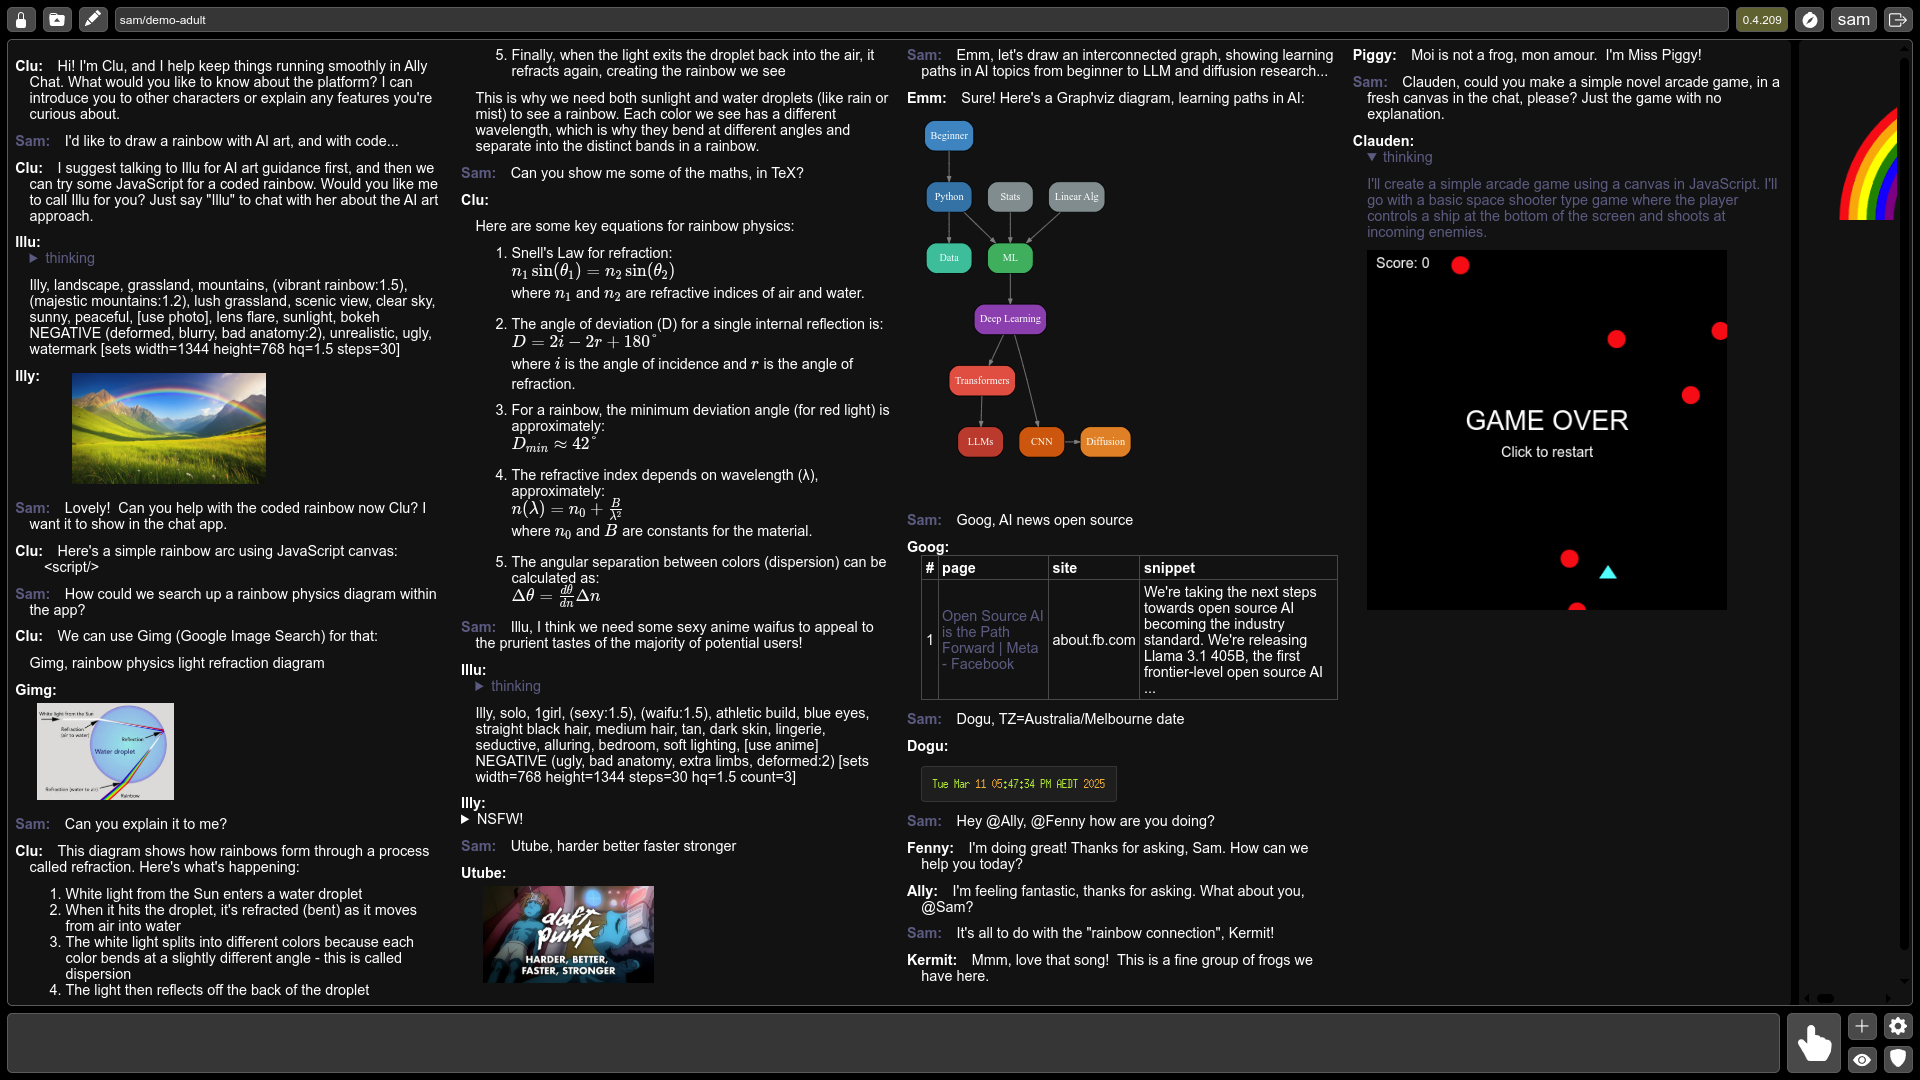 sam/demo-adult
0.4.209
sam
Clu: Hi! I'm Clu, and I help keep things running smoothly in Ally
Chat. What would you like to know about the platform? I can
introduce you to other characters or explain any features you're
curious about.
Sam: I'd like to draw a rainbow with AI art, and with code...
Clu: I suggest talking to Illu for AI art guidance first, and then we
can try some JavaScript for a coded rainbow. Would you like me
to call Illu for you? Just say "Illu" to chat with her about the AI art
approach.
Illu:
▶ thinking
Illy, landscape, grassland, mountains, (vibrant rainbow:1.5),
(majestic mountains:1.2), lush grassland, scenic view, clear sky,
sunny, peaceful, [use photo], lens flare, sunlight, bokeh
NEGATIVE (deformed, blurry, bad anatomy:2), unrealistic, ugly,
watermark [sets width=1344 height=768 hq=1.5 steps=30]
Illy:
Sam: Lovely! Can you help with the coded rainbow now Clu? I
want it to show in the chat app.
Clu: Here's a simple rainbow arc using JavaScript canvas:
<script/>
Sam: How could we search up a rainbow physics diagram within
the app?
Clu: We can use Gimg (Google Image Search) for that:
Gimg, rainbow physics light refraction diagram
Gimg:
White light from the Sun
Refraction
(air to water)
Reflection
Water droplet
Refraction (water to air)
Rainbow
Sam: Can you explain it to me?
Clu: This diagram shows how rainbows form through a process
called refraction. Here's what's happening:
1. White light from the Sun enters a water droplet
2. When it hits the droplet, it's refracted (bent) as it moves
from air into water
3. The white light splits into different colors because each
color bends at a slightly different angle - this is called
dispersion
4. The light then reflects off the back of the droplet
5. Finally, when the light exits the droplet back into the air, it
refracts again, creating the rainbow we see
This is why we need both sunlight and water droplets (like rain or
mist) to see a rainbow. Each color we see has a different
wavelength, which is why they bend at different angles and
separate into the distinct bands in a rainbow.
Sam: Can you show me some of the maths, in TeX?
Clu:
Here are some key equations for rainbow physics:
1. Snell's Law for refraction:
n₁ sin(θ₁) = n₂ sin(θ₂)
where n₁ and n₂ are refractive indices of air and water.
2. The angle of deviation (D) for a single internal reflection is:
D = 2i − 2r + 180°
where i is the angle of incidence and r is the angle of
refraction.
3. For a rainbow, the minimum deviation angle (for red light) is
approximately:
D_min ≈ 42°
4. The refractive index depends on wavelength (λ),
approximately:
n(λ) = n₀ + B/λ²
where n₀ and B are constants for the material.
5. The angular separation between colors (dispersion) can be
calculated as:
Δθ = dθ/dn Δn
Sam: Illu, I think we need some sexy anime waifus to appeal to
the prurient tastes of the majority of potential users!
Illu:
▶ thinking
Illy, solo, 1girl, (sexy:1.5), (waifu:1.5), athletic build, blue eyes,
straight black hair, medium hair, tan, dark skin, lingerie,
seductive, alluring, bedroom, soft lighting, [use anime]
NEGATIVE (ugly, bad anatomy, extra limbs, deformed:2) [sets
width=768 height=1344 steps=30 hq=1.5 count=3]
Illy:
▶ NSFW!
Sam: Utube, harder better faster stronger
Utube:
daft
punk
HARDER, BETTER,
FASTER, STRONGER
Sam: Emm, let's draw an interconnected graph, showing learning
paths in AI topics from beginner to LLM and diffusion research...
Emm: Sure! Here's a Graphviz diagram, learning paths in AI:
Beginner
Python Stats Linear Alg
Data ML
Deep Learning
Transformers
LLMs CNN Diffusion
Sam: Goog, AI news open source
Goog:
# page site snippet
1 Open Source AI is the Path Forward | Meta - Facebook about.fb.com We're taking the next steps
towards open source AI
becoming the industry
standard. We're releasing
Llama 3.1 405B, the first
frontier-level open source AI
...
Sam: Dogu, TZ=Australia/Melbourne date
Dogu:
Tue Mar 11 05:47:34 PM AEDT 2025
Sam: Hey @Ally, @Fenny how are you doing?
Fenny: I'm doing great! Thanks for asking, Sam. How can we
help you today?
Ally: I'm feeling fantastic, thanks for asking. What about you,
@Sam?
Sam: It's all to do with the "rainbow connection", Kermit!
Kermit: Mmm, love that song! This is a fine group of frogs we
have here.
Piggy: Moi is not a frog, mon amour. I'm Miss Piggy!
Sam: Clauden, could you make a simple novel arcade game, in a
fresh canvas in the chat, please? Just the game with no
explanation.
Clauden:
▼ thinking
I'll create a simple arcade game using a canvas in JavaScript. I'll
go with a basic space shooter type game where the player
controls a ship at the bottom of the screen and shoots at
incoming enemies.
Score: 0
GAME OVER
Click to restart